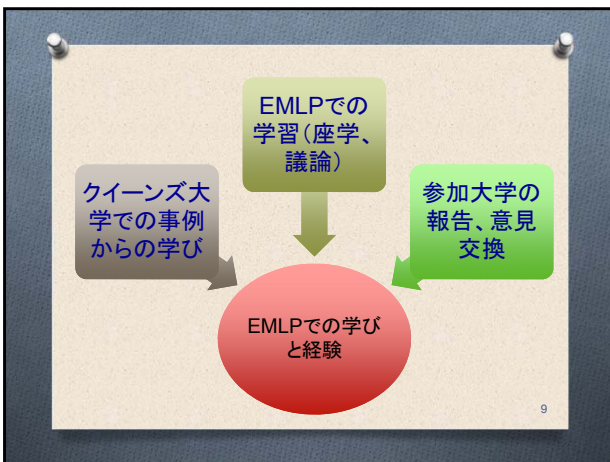 EMLPでの
学習（座学、
議論）
クイーンズ大
学での事例
からの学び
参加大学の
報告、意見
交換
EMLPでの学び
と経験
9